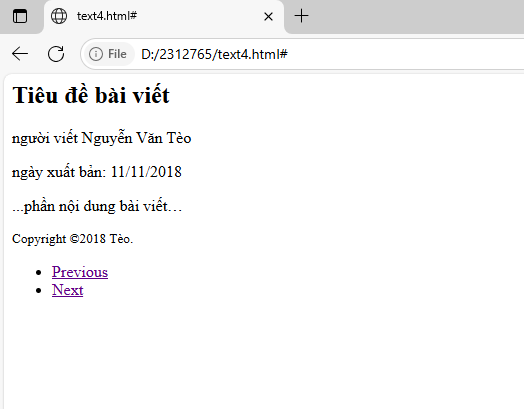 text4.html#
File D:/2312765/text4.html#
Tiêu đề bài viết
người viết Nguyễn Văn Tèo
ngày xuất bản: 11/11/2018
...phần nội dung bài viết…
Copyright ©2018 Tèo.
Previous
Next